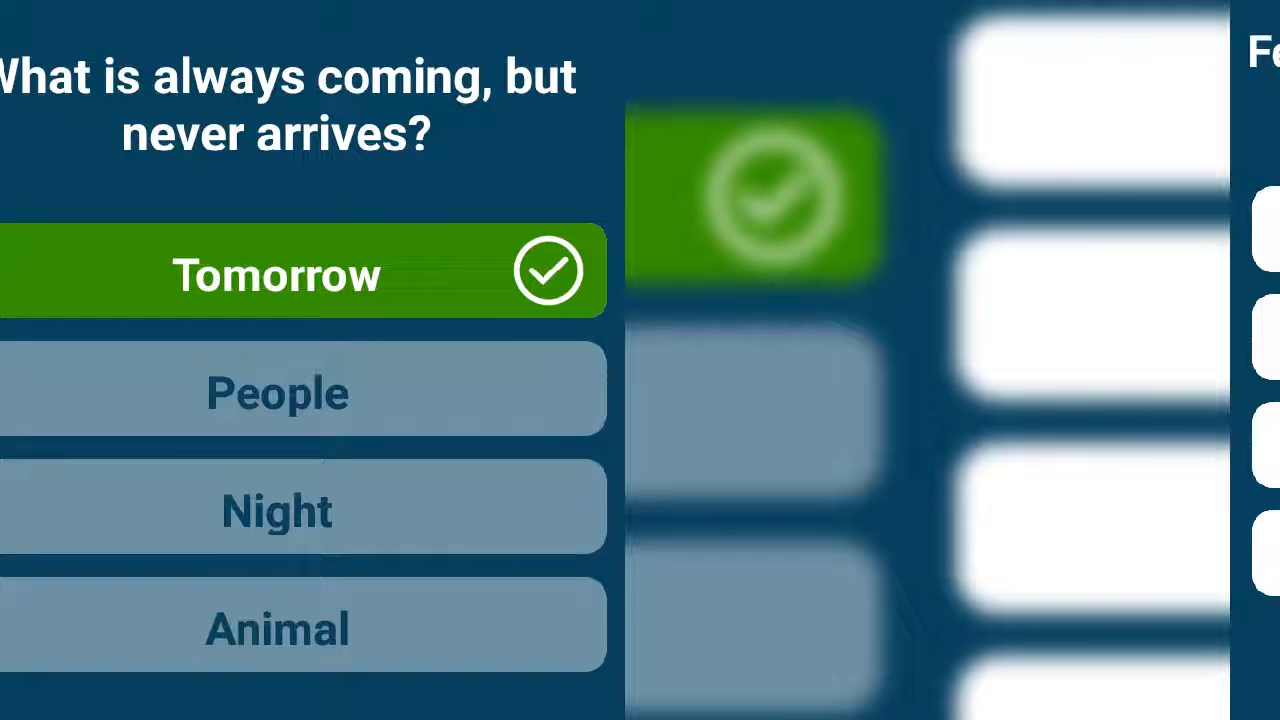 What is always coming, but
never arrives?
Tomorrow
People
Night
Animal